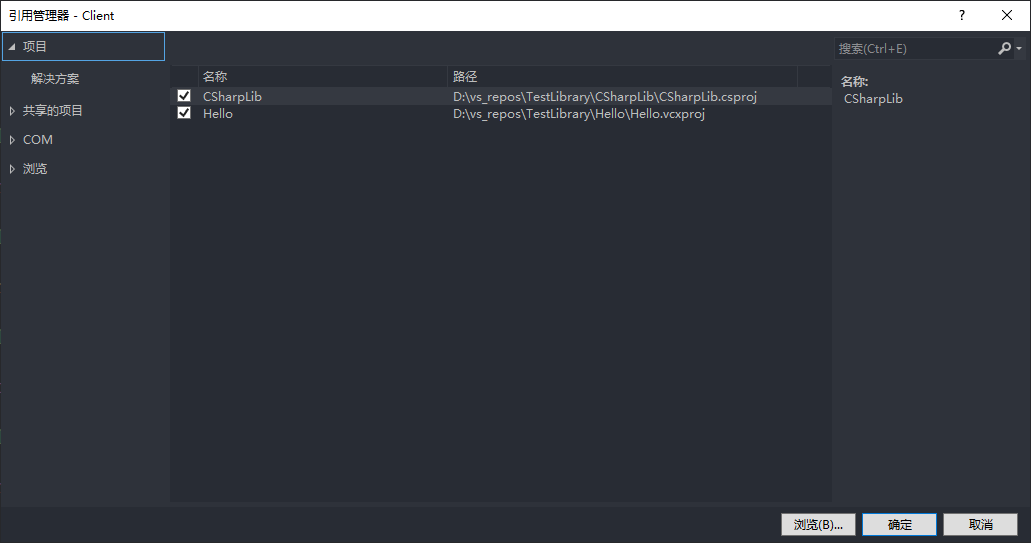 引用管理器 - Client
?
项目
搜索(Ctrl+E)
解决方案
共享的项目
COM
浏览
名称 路径
CSharpLib D:\vs_repos\TestLibrary\CSharpLib\CSharpLib.csproj
Hello D:\vs_repos\TestLibrary\Hello\Hello.vcxproj
名称:
CSharpLib
浏览(B)... 确定 取消